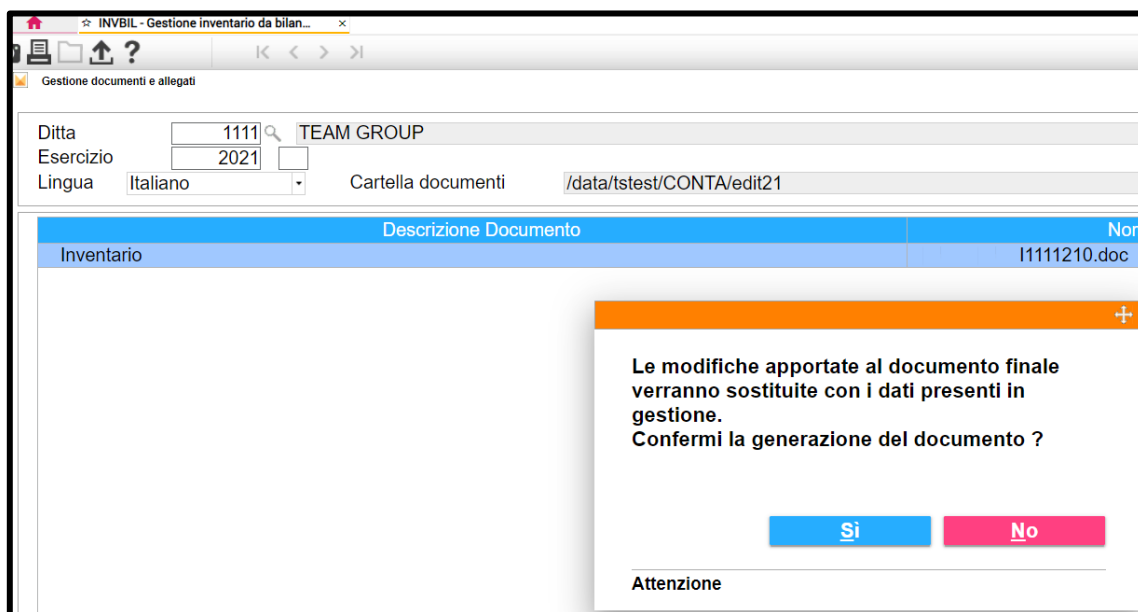 ☆ INVBIL - Gestione inventario da bilan... ×
?
Gestione documenti e allegati
Ditta 1111 TEAM GROUP
Esercizio 2021
Lingua Italiano Cartella documenti /data/tstest/CONTA/edit21
Descrizione Documento Nor
Inventario I1111210.doc
Le modifiche apportate al documento finale
verranno sostituite con i dati presenti in
gestione.
Confermi la generazione del documento ?
Sì No
Attenzione